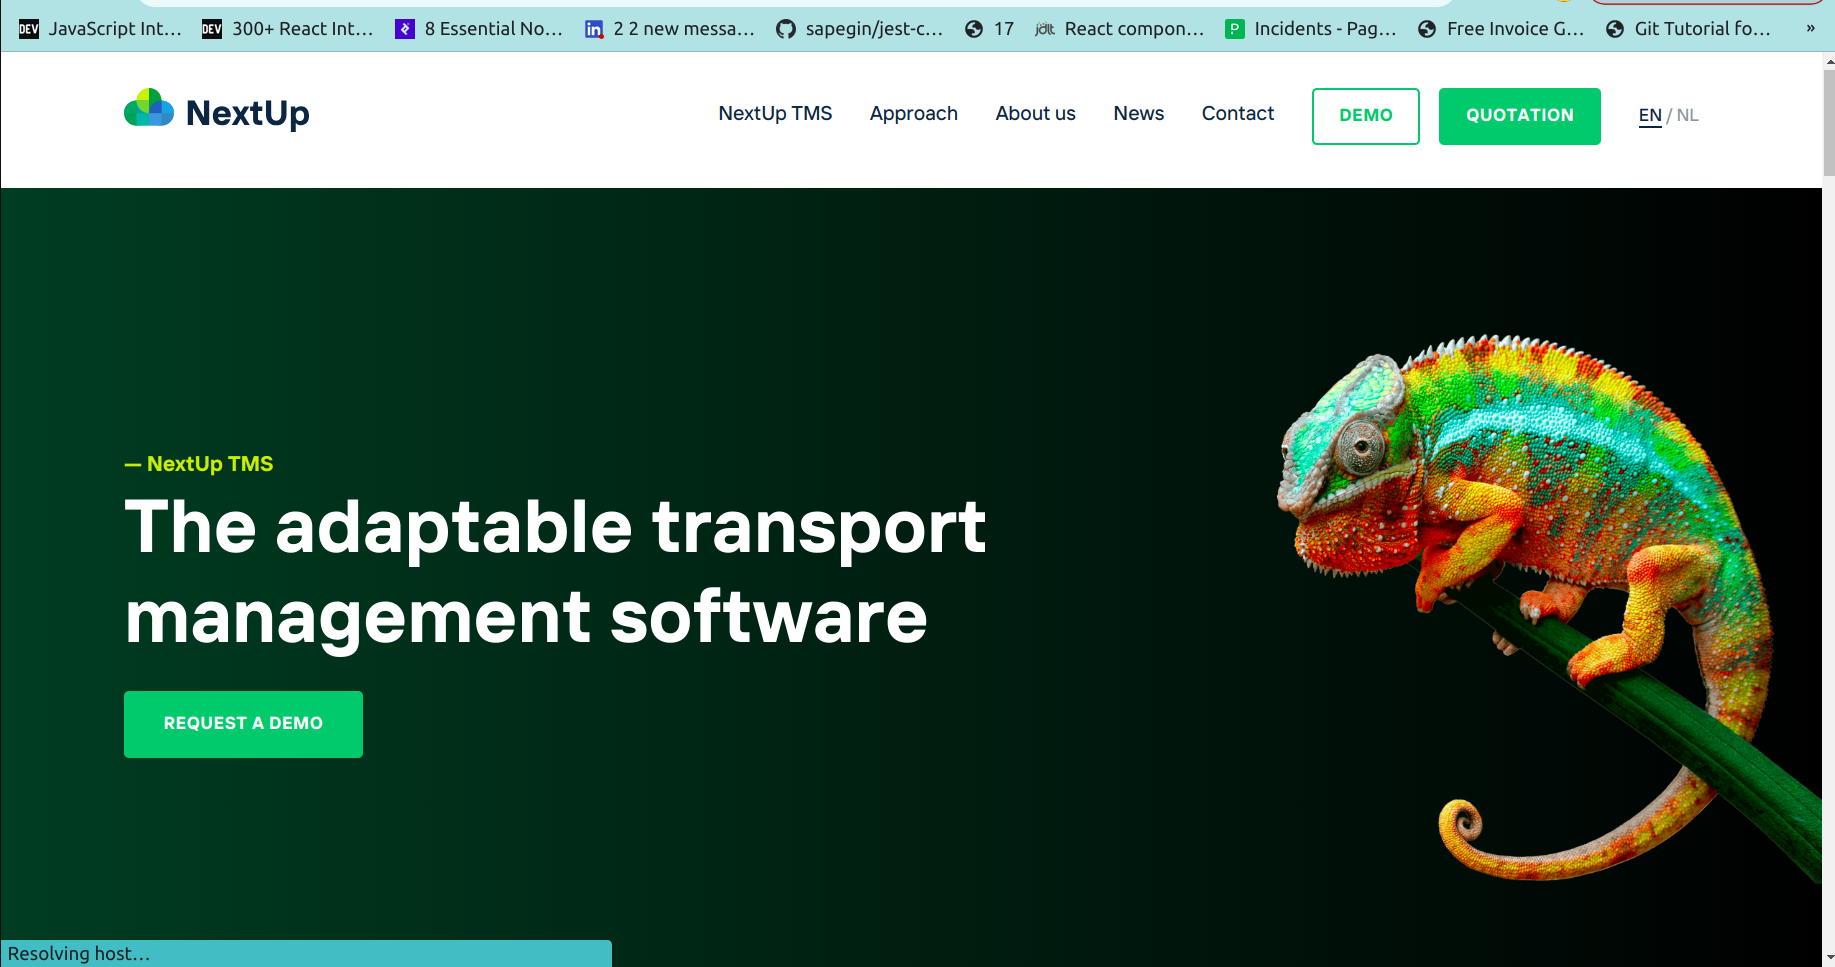 DEV JavaScript Int... DEV 300+ React Int... 8 Essential No... in 2 2 new messa... sapegin/jest-c... 17 jdlt React compon... P Incidents - Pag... Free Invoice G... Git Tutorial fo... »
NextUp NextUp TMS Approach About us News Contact DEMO QUOTATION EN / NL
— NextUp TMS
The adaptable transport
management software
REQUEST A DEMO
Resolving host...